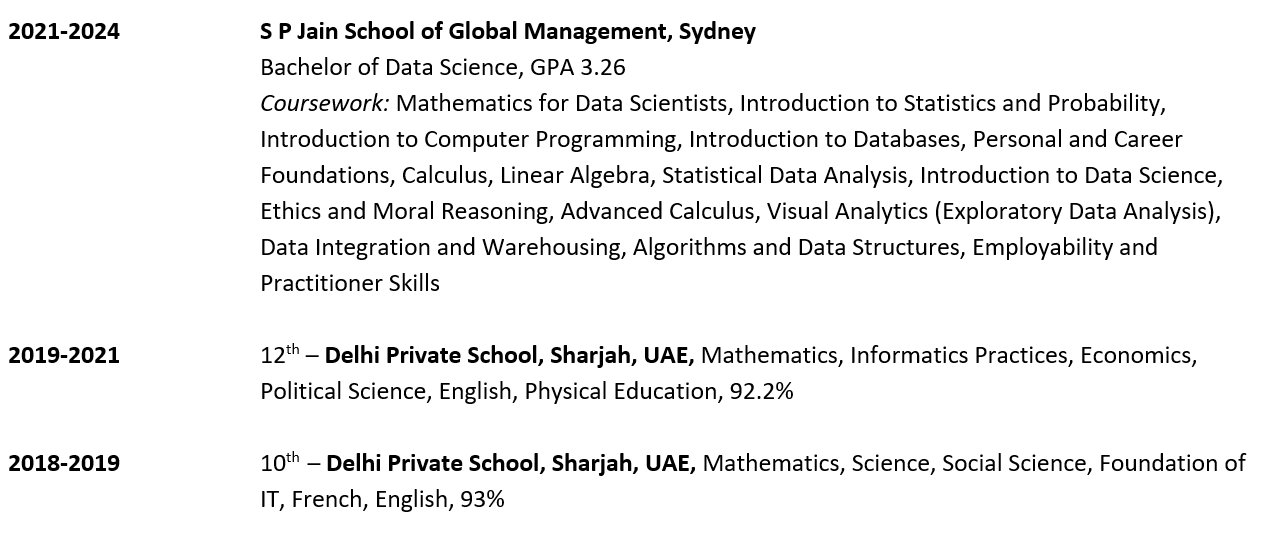 2021-2024 S P Jain School of Global Management, Sydney
Bachelor of Data Science, GPA 3.26
Coursework: Mathematics for Data Scientists, Introduction to Statistics and Probability,
Introduction to Computer Programming, Introduction to Databases, Personal and Career
Foundations, Calculus, Linear Algebra, Statistical Data Analysis, Introduction to Data Science,
Ethics and Moral Reasoning, Advanced Calculus, Visual Analytics (Exploratory Data Analysis),
Data Integration and Warehousing, Algorithms and Data Structures, Employability and
Practitioner Skills
2019-2021 12th – Delhi Private School, Sharjah, UAE, Mathematics, Informatics Practices, Economics,
Political Science, English, Physical Education, 92.2%
2018-2019 10th – Delhi Private School, Sharjah, UAE, Mathematics, Science, Social Science, Foundation of
IT, French, English, 93%